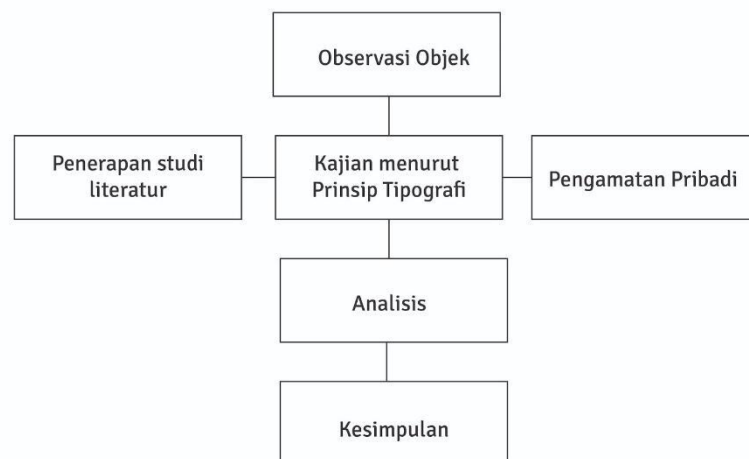 Observasi Objek
Penerapan studi
literatur
Kajian menurut
Prinsip Tipografi
Pengamatan Pribadi
Analisis
Kesimpulan